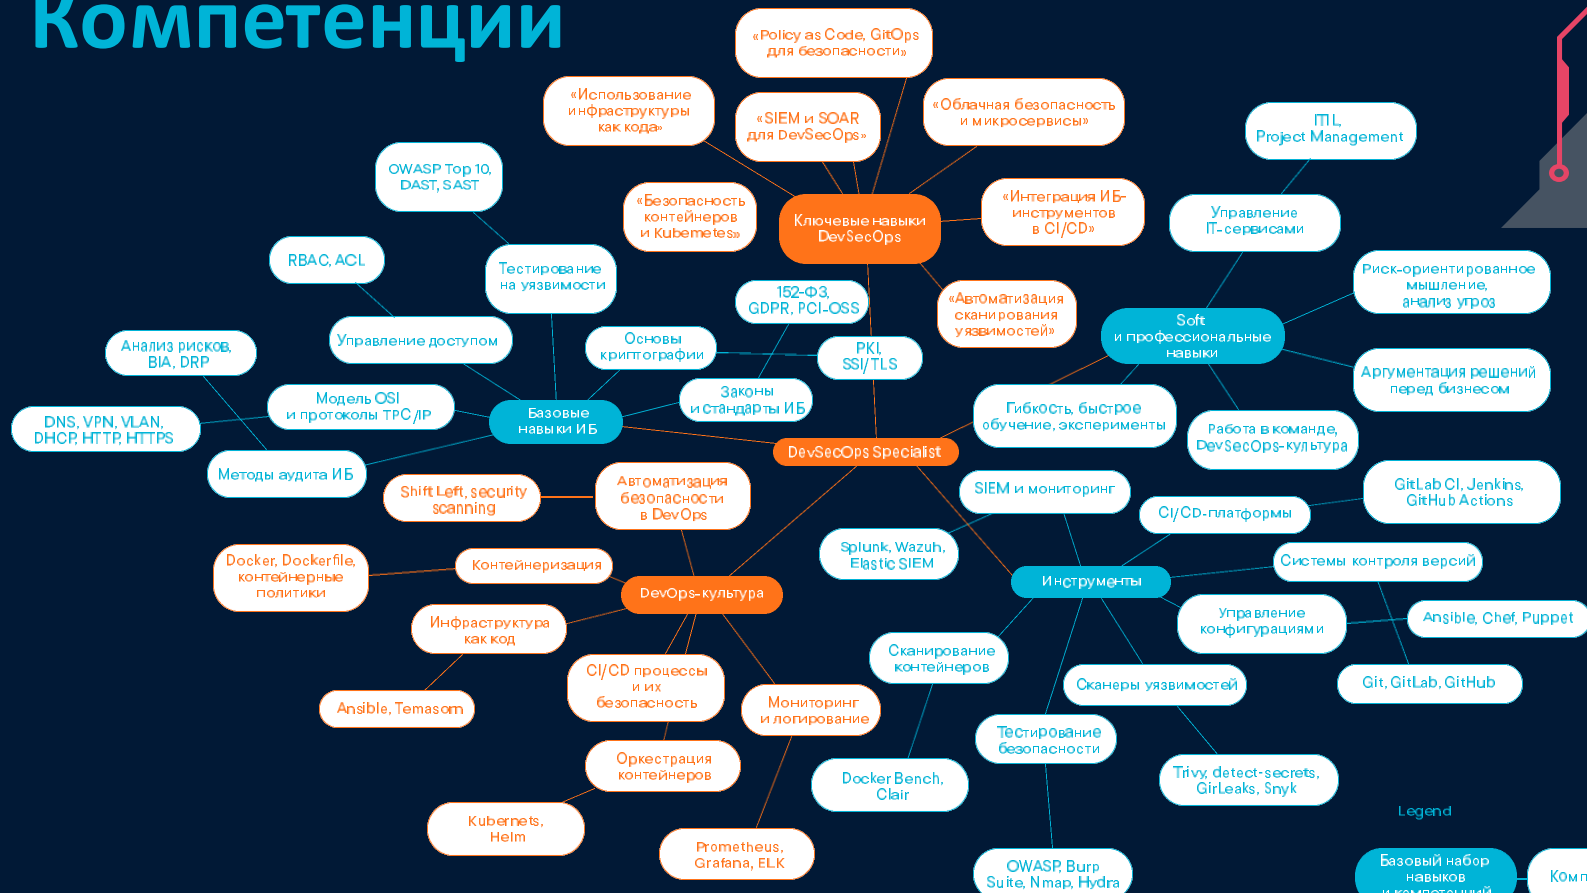 Компетенции
«Policy as Code, GitOps
для безопасности»
«Использование
инфраструктуры
как кода»
«SIEM и SOAR
для DevSecOps»
«Облачная безопасность
и микросервисы»
ITIL,
Project Management
OWASP Top 10,
DAST, SAST
«Безопасность
контейнеров
и Kubernetes»
Ключевые навыки
DevSecOps
«Интеграция ИБ-
инструментов
в CI/CD»
Управление
IT-сервисами
RBAC, ACL
Тестирование
на уязвимости
152-ФЗ,
GDPR, PCI-OSS
«Автоматизация
сканирования
уязвимостей»
Риск-ориентированное
мышление,
анализ угроз
Soft
и профессиональные
навыки
Анализ рисков,
BIA, DRP
Управление доступом
Основы
криптографии
PKI,
SSI/TLS
Аргументация решений
перед бизнесом
Модель OSI
и протоколы TPC/IP
Законы
и стандарты ИБ
DNS, VPN, VLAN,
DHCP, HTTP, HTTPS
Базовые
навыки ИБ
Гибкость, быстрое
обучение, эксперименты
Работа в команде,
DevSecOps-культура
DevSecOps Specialist
Методы аудита ИБ
Shift Left, security
scanning
Автоматизация
безопасности
в DevOps
SIEM и мониторинг
CI/CD-платформы
GitLab CI, Jenkins,
GitHub Actions
Docker, Dockerfile,
контейнерные
политики
Контейнеризация
Splunk, Wazuh,
Elastic SIEM
Системы контроля версий
DevOps-культура
Инструменты
Инфраструктура
как код
Управление
конфигурациями
Ansible, Chef, Puppet
CI/CD процессы
и их
безопасность
Сканирование
контейнеров
Сканеры уязвимостей
Git, GitLab, GitHub
Ansible, Temasom
Мониторинг
и логирование
Тестирование
безопасности
Оркестрация
контейнеров
Docker Bench,
Clair
Trivy, detect-secrets,
GirLeaks, Snyk
Kubernets,
Helm
Prometheus,
Grafana, ELK
OWASP, Burp
Suite, Nmap, Hydra
Legend
Базовый набор
навыков
и компетенций